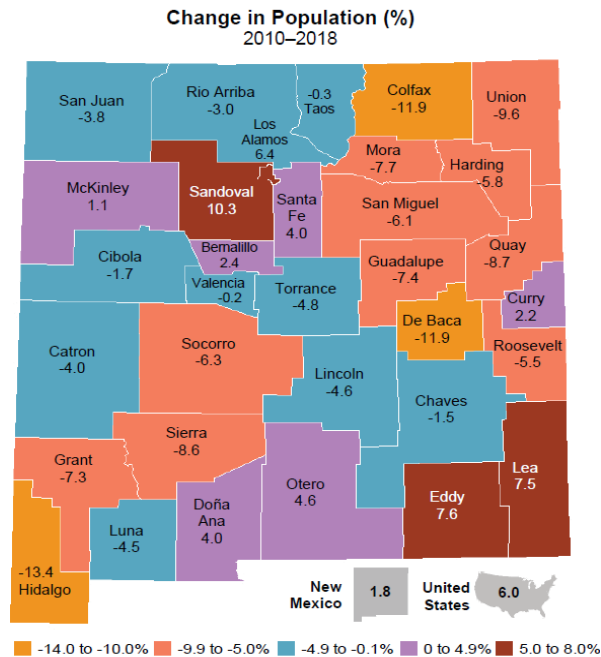 Change in Population (%)
2010–2018
San Juan
-3.8
Rio Arriba
-3.0
-0.3
Taos
Colfax
-11.9
Union
-9.6
Los
Alamos
6.4
Mora
-7.7
Harding
-5.8
McKinley
1.1
Sandoval
10.3
Santa
Fe
4.0
San Miguel
-6.1
Cibola
-1.7
Bernalillo
2.4
Valencia
-0.2
Torrance
-4.8
Guadalupe
-7.4
Quay
-8.7
Curry
2.2
De Baca
-11.9
Roosevelt
-5.5
Catron
-4.0
Socorro
-6.3
Lincoln
-4.6
Chaves
-1.5
Sierra
-8.6
Grant
-7.3
Otero
4.6
Lea
7.5
Eddy
7.6
Doña
Ana
4.0
Luna
-4.5
-13.4
Hidalgo
New
Mexico
1.8
United
States
6.0
-14.0 to -10.0%
-9.9 to -5.0%
-4.9 to -0.1%
0 to 4.9%
5.0 to 8.0%